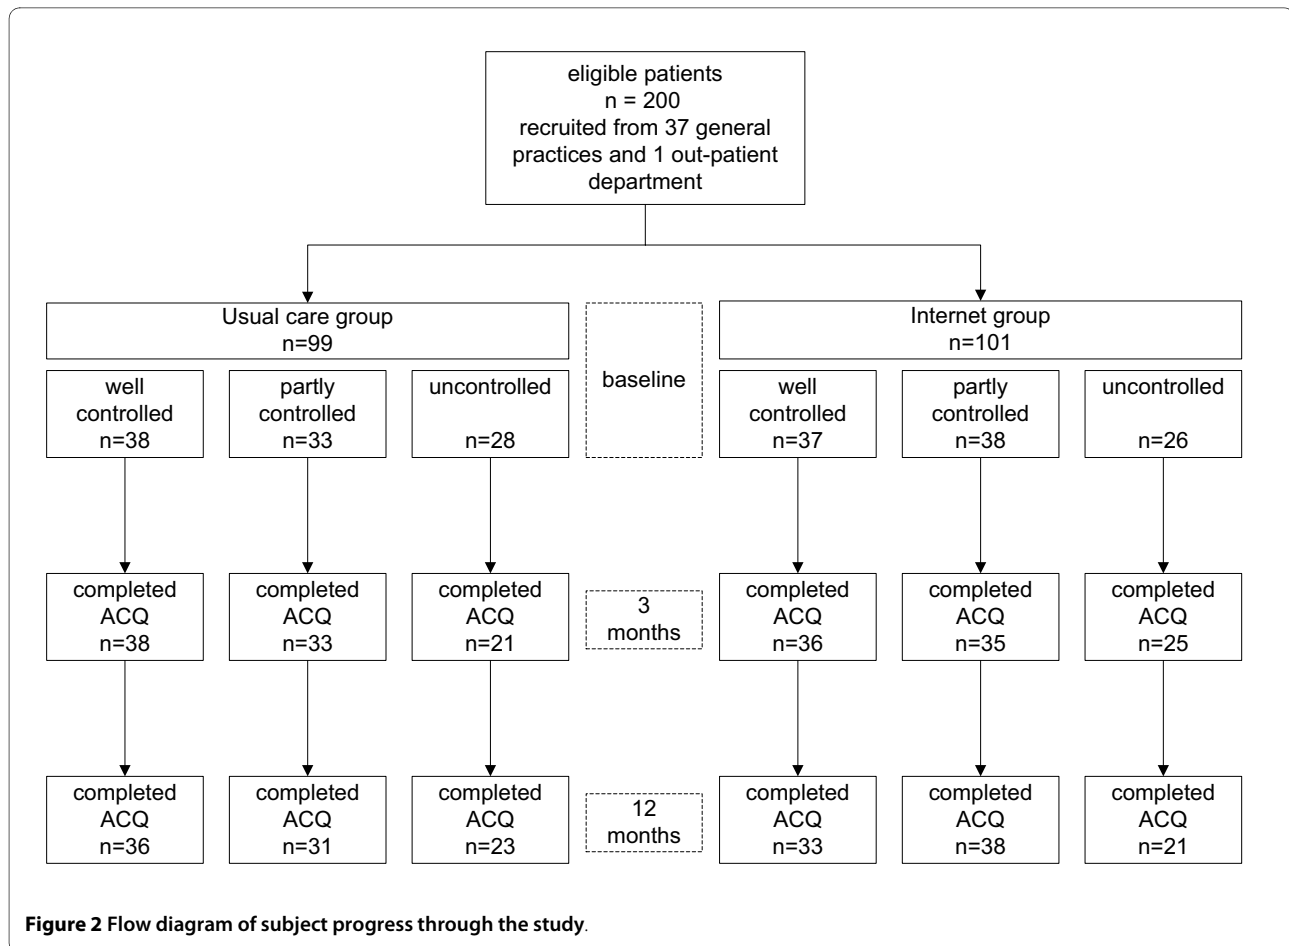 eligible patients
n = 200
recruited from 37 general
practices and 1 out-patient
department
Usual care group
n=99
baseline
Internet group
n=101
well
controlled
n=38
partly
controlled
n=33
uncontrolled
n=28
well
controlled
n=37
partly
controlled
n=38
uncontrolled
n=26
completed
ACQ
n=38
completed
ACQ
n=33
completed
ACQ
n=21
3
months
completed
ACQ
n=36
completed
ACQ
n=35
completed
ACQ
n=25
completed
ACQ
n=36
completed
ACQ
n=31
completed
ACQ
n=23
12
months
completed
ACQ
n=33
completed
ACQ
n=38
completed
ACQ
n=21
Figure 2 Flow diagram of subject progress through the study.